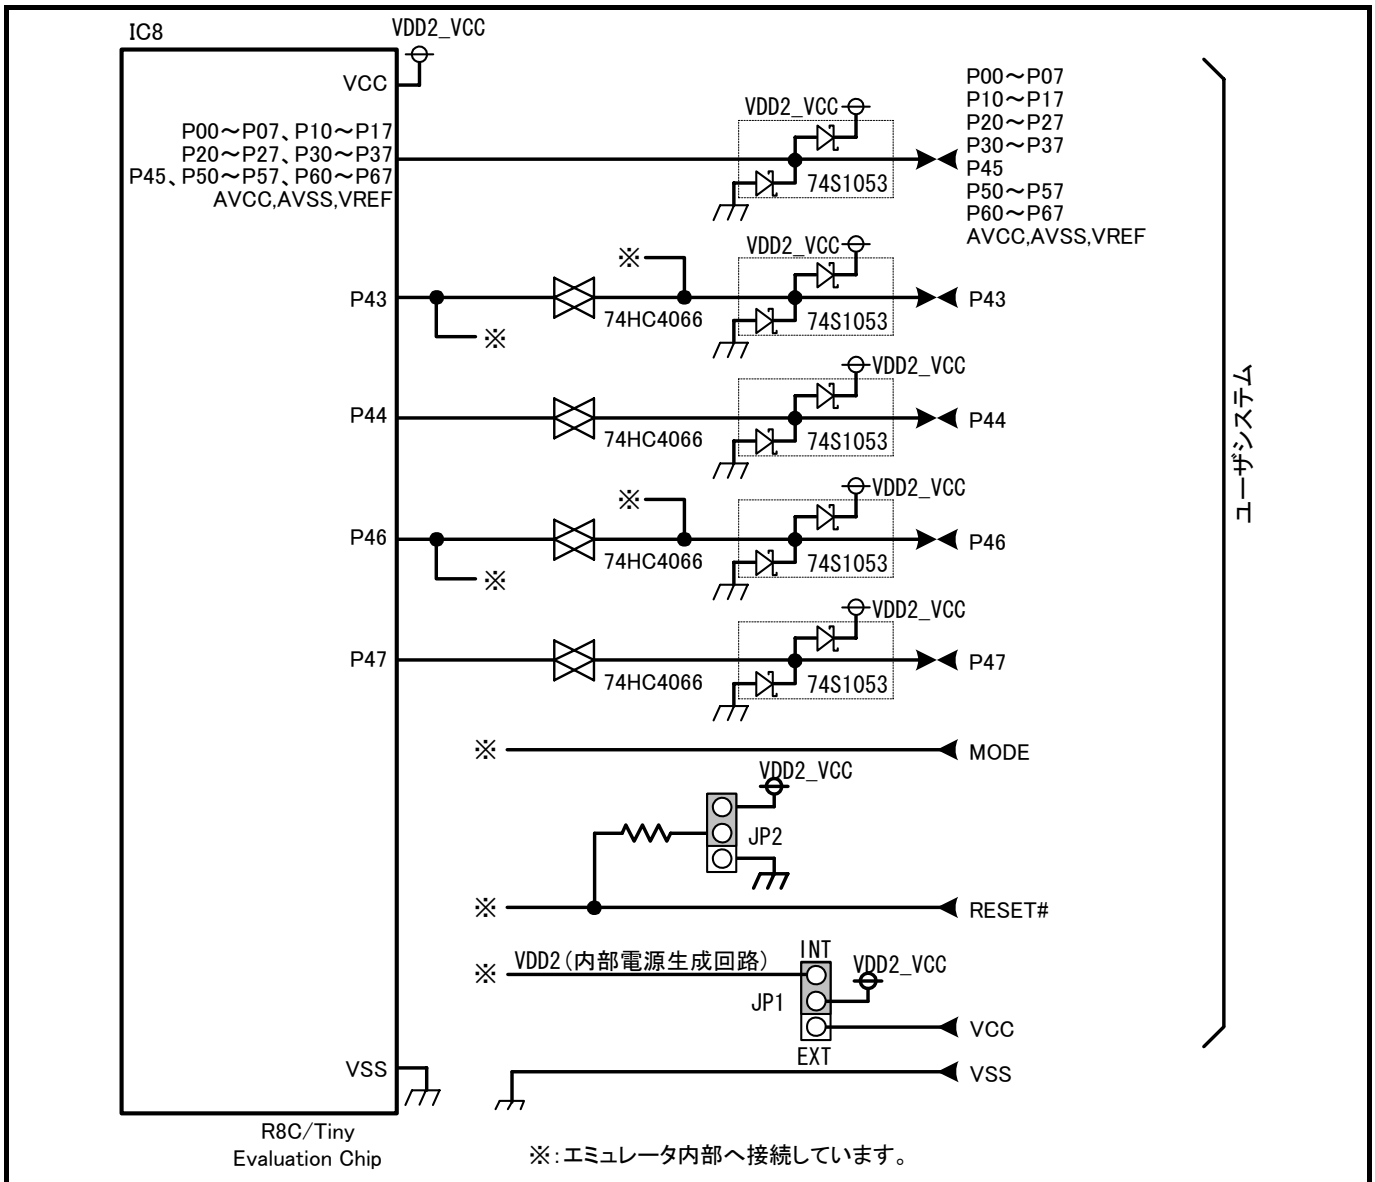 IC8
VDD2_VCC
VCC
P00～P07、P10～P17
P20～P27、P30～P37
P45、P50～P57、P60～P67
AVCC,AVSS,VREF
VDD2_VCC
74S1053
P00～P07
P10～P17
P20～P27
P30～P37
P45
P50～P57
P60～P67
AVCC,AVSS,VREF
P43
※
※
74HC4066
VDD2_VCC
74S1053
P43
P44
74HC4066
VDD2_VCC
74S1053
P44
P46
※
※
74HC4066
VDD2_VCC
74S1053
P46
P47
74HC4066
VDD2_VCC
74S1053
P47
ユーザシステム
※
MODE
VDD2_VCC
JP2
※
RESET#
※
VDD2(内部電源生成回路)
INT
VDD2_VCC
JP1
VCC
EXT
VSS
VSS
R8C/Tiny
Evaluation Chip
※:エミュレータ内部へ接続しています。